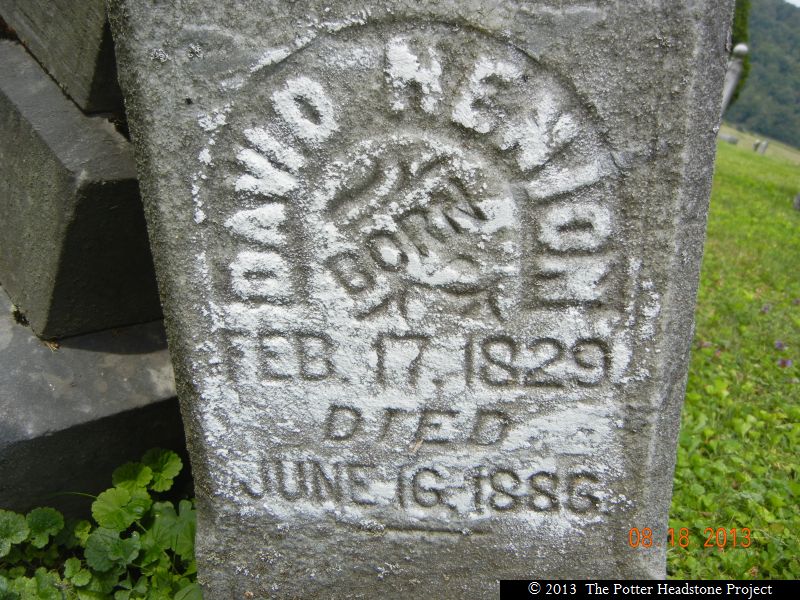 DAVID HENION
BORN
FEB. 17, 1829
DIED
JUNE 16, 1886
08 18 2013
© 2013 The Potter Headstone Project